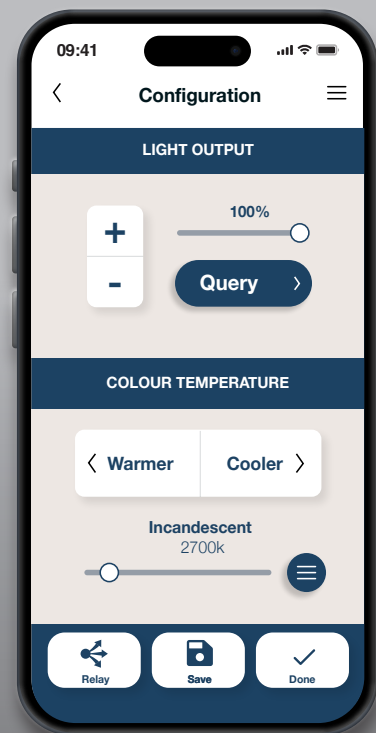 09:41
Configuration
LIGHT OUTPUT
100%
+
-
Query
COLOUR TEMPERATURE
Warmer
Cooler
Incandescent
2700k
Relay
Save
Done